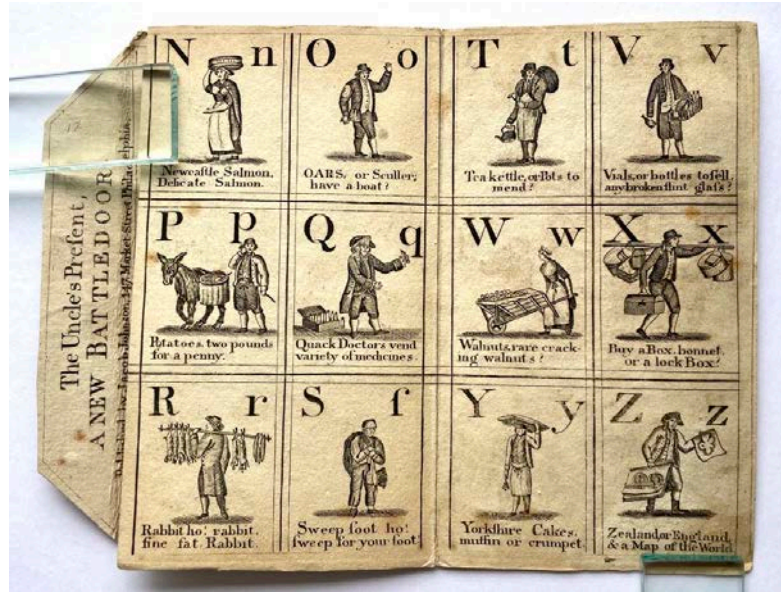 The Uncle's Preſent,
A NEW BATTLEDOOR
by Jacob Johnson, 147 Market Street Philadelphia,
N n
Newcaſtle Salmon,
Delicate Salmon.
O o
OARS, or Sculler;
have a boat?
T t
Tea kettle, or Pots to
mend?
V v
Vials, or bottles to ſell,
any broken flint glaſs?
P p
Potatoes, two pounds
for a penny.
Q q
Quack Doctors vend
variety of medicines.
W w
Walnuts, rare crack-
ing walnuts?
X x
Buy a Box, bonnet,
or a lock Box?
R r
Rabbit ho! rabbit,
fine fat Rabbit.
S ſ
Sweep ſoot ho!
ſweep for your ſoot
Y y
Yorkſhire Cakes,
muffin or crumpet.
Z z
Zealand, or England,
& a Map of the World